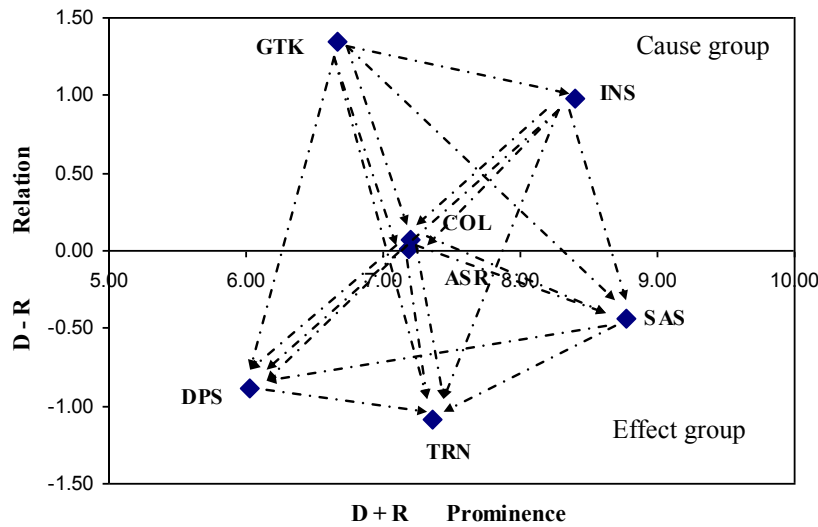 1.50
GTK
Cause group
1.00
INS
0.50
COL
0.00
5.00 6.00 7.00 8.00 9.00 10.00
ASR
-0.50
SAS
DPS
-1.00
TRN
Effect group
-1.50
D - R Relation
D + R Prominence